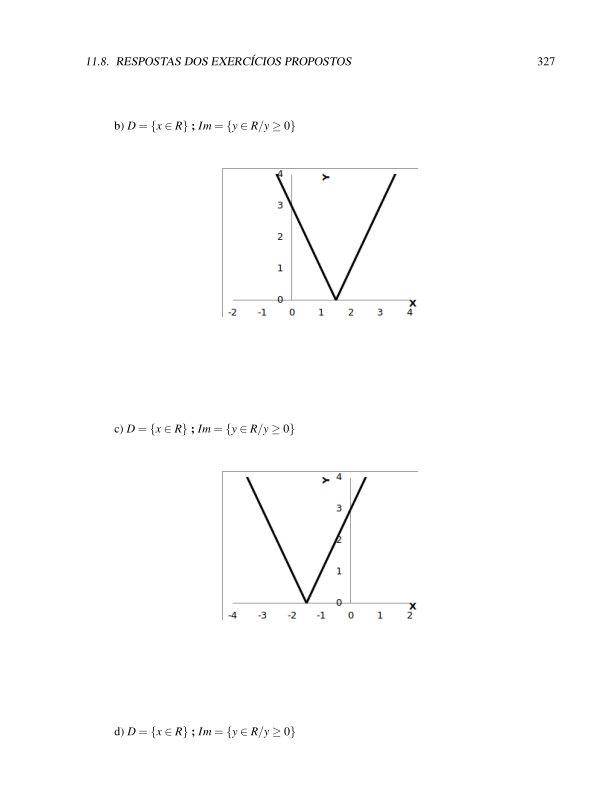 11.8. RESPOSTAS DOS EXERCÍCIOS PROPOSTOS 327
b) D = {x ∈ R} ; Im = {y ∈ R/y ≥ 0}
4
Y
3
2
1
0
X
-2 -1 0 1 2 3 4
c) D = {x ∈ R} ; Im = {y ∈ R/y ≥ 0}
Y 4
3
2
1
0
X
-4 -3 -2 -1 0 1 2
d) D = {x ∈ R} ; Im = {y ∈ R/y ≥ 0}